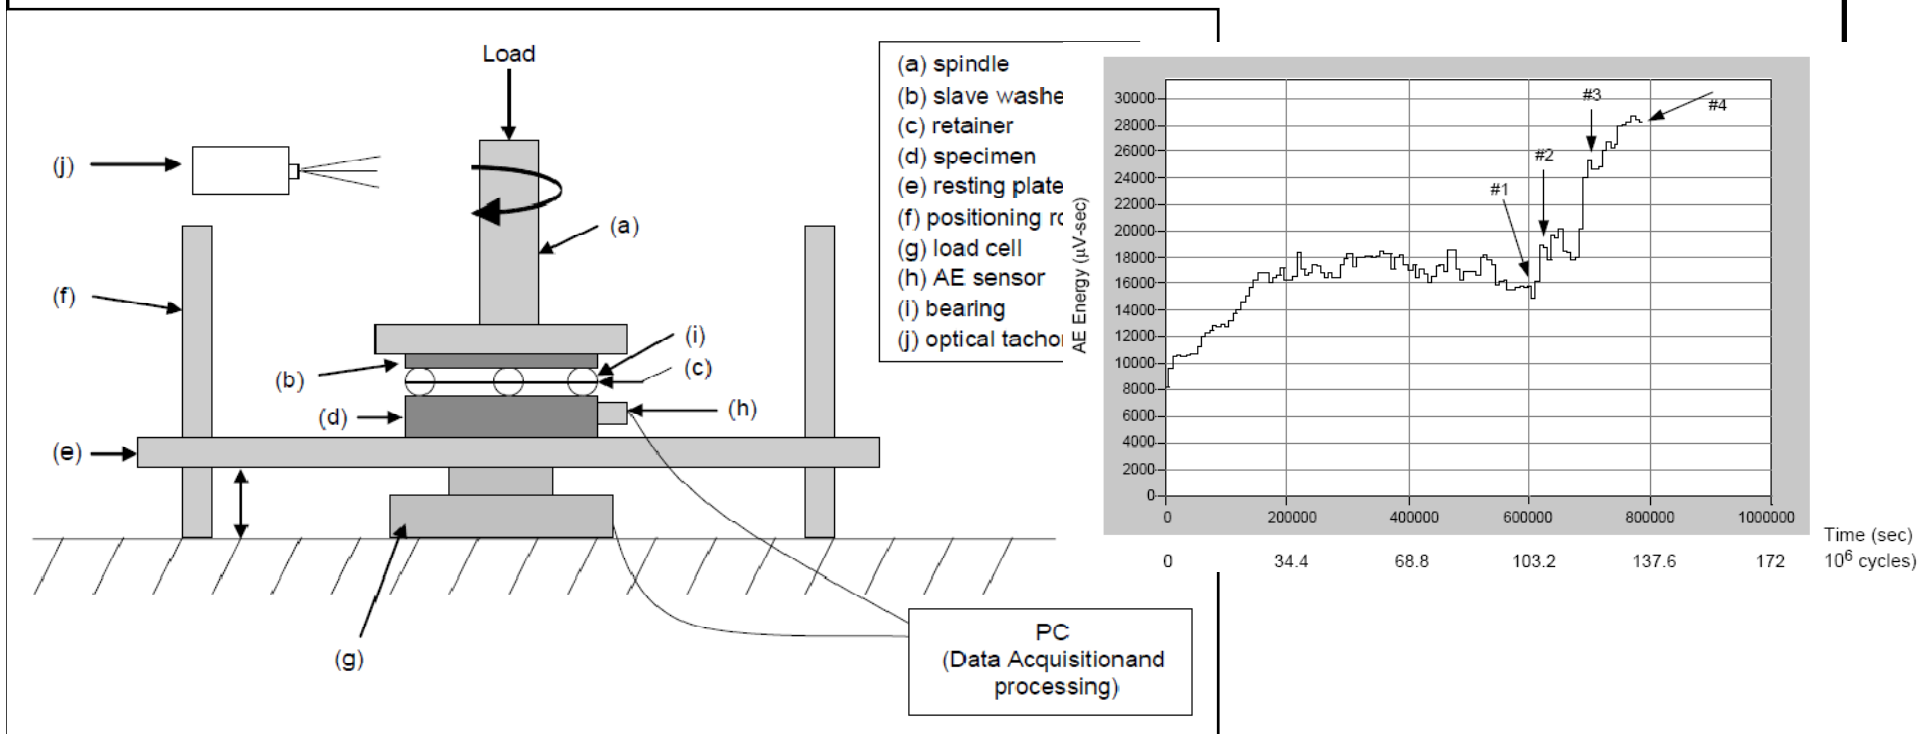 Load
(a) spindle
(b) slave washe
(c) retainer
(d) specimen
(e) resting plate
(f) positioning ro
(g) load cell
(h) AE sensor
(i) bearing
(j) optical tacho
(j)
(a)
(f)
(i)
(c)
(b)
(d)
(h)
(e)
(g)
PC
(Data Acquisitionand
processing)
AE Energy (μV-sec)
30000
28000
26000
24000
22000
20000
18000
16000
14000
12000
10000
8000
6000
4000
2000
0
#1
#2
#3
#4
0 200000 400000 600000 800000 1000000
Time (sec)
0 34.4 68.8 103.2 137.6 172 10⁶ cycles)